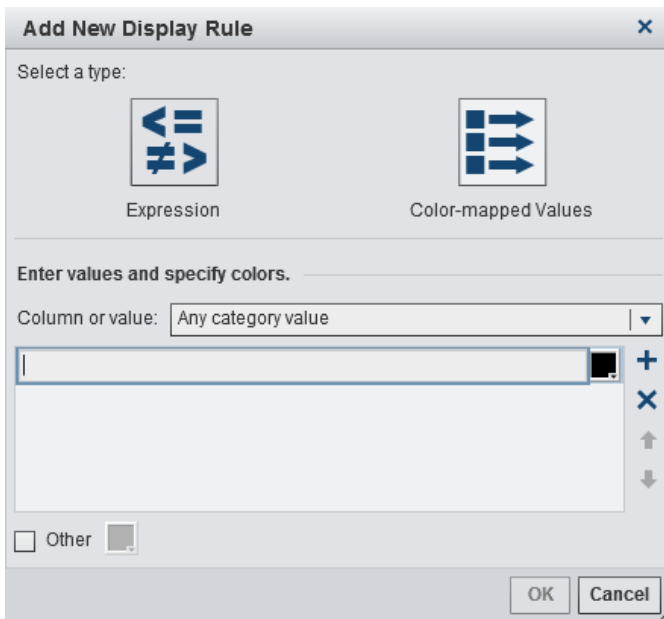 Add New Display Rule
Select a type:
Expression
Color-mapped Values
Enter values and specify colors.
Column or value: Any category value
Other
OK Cancel